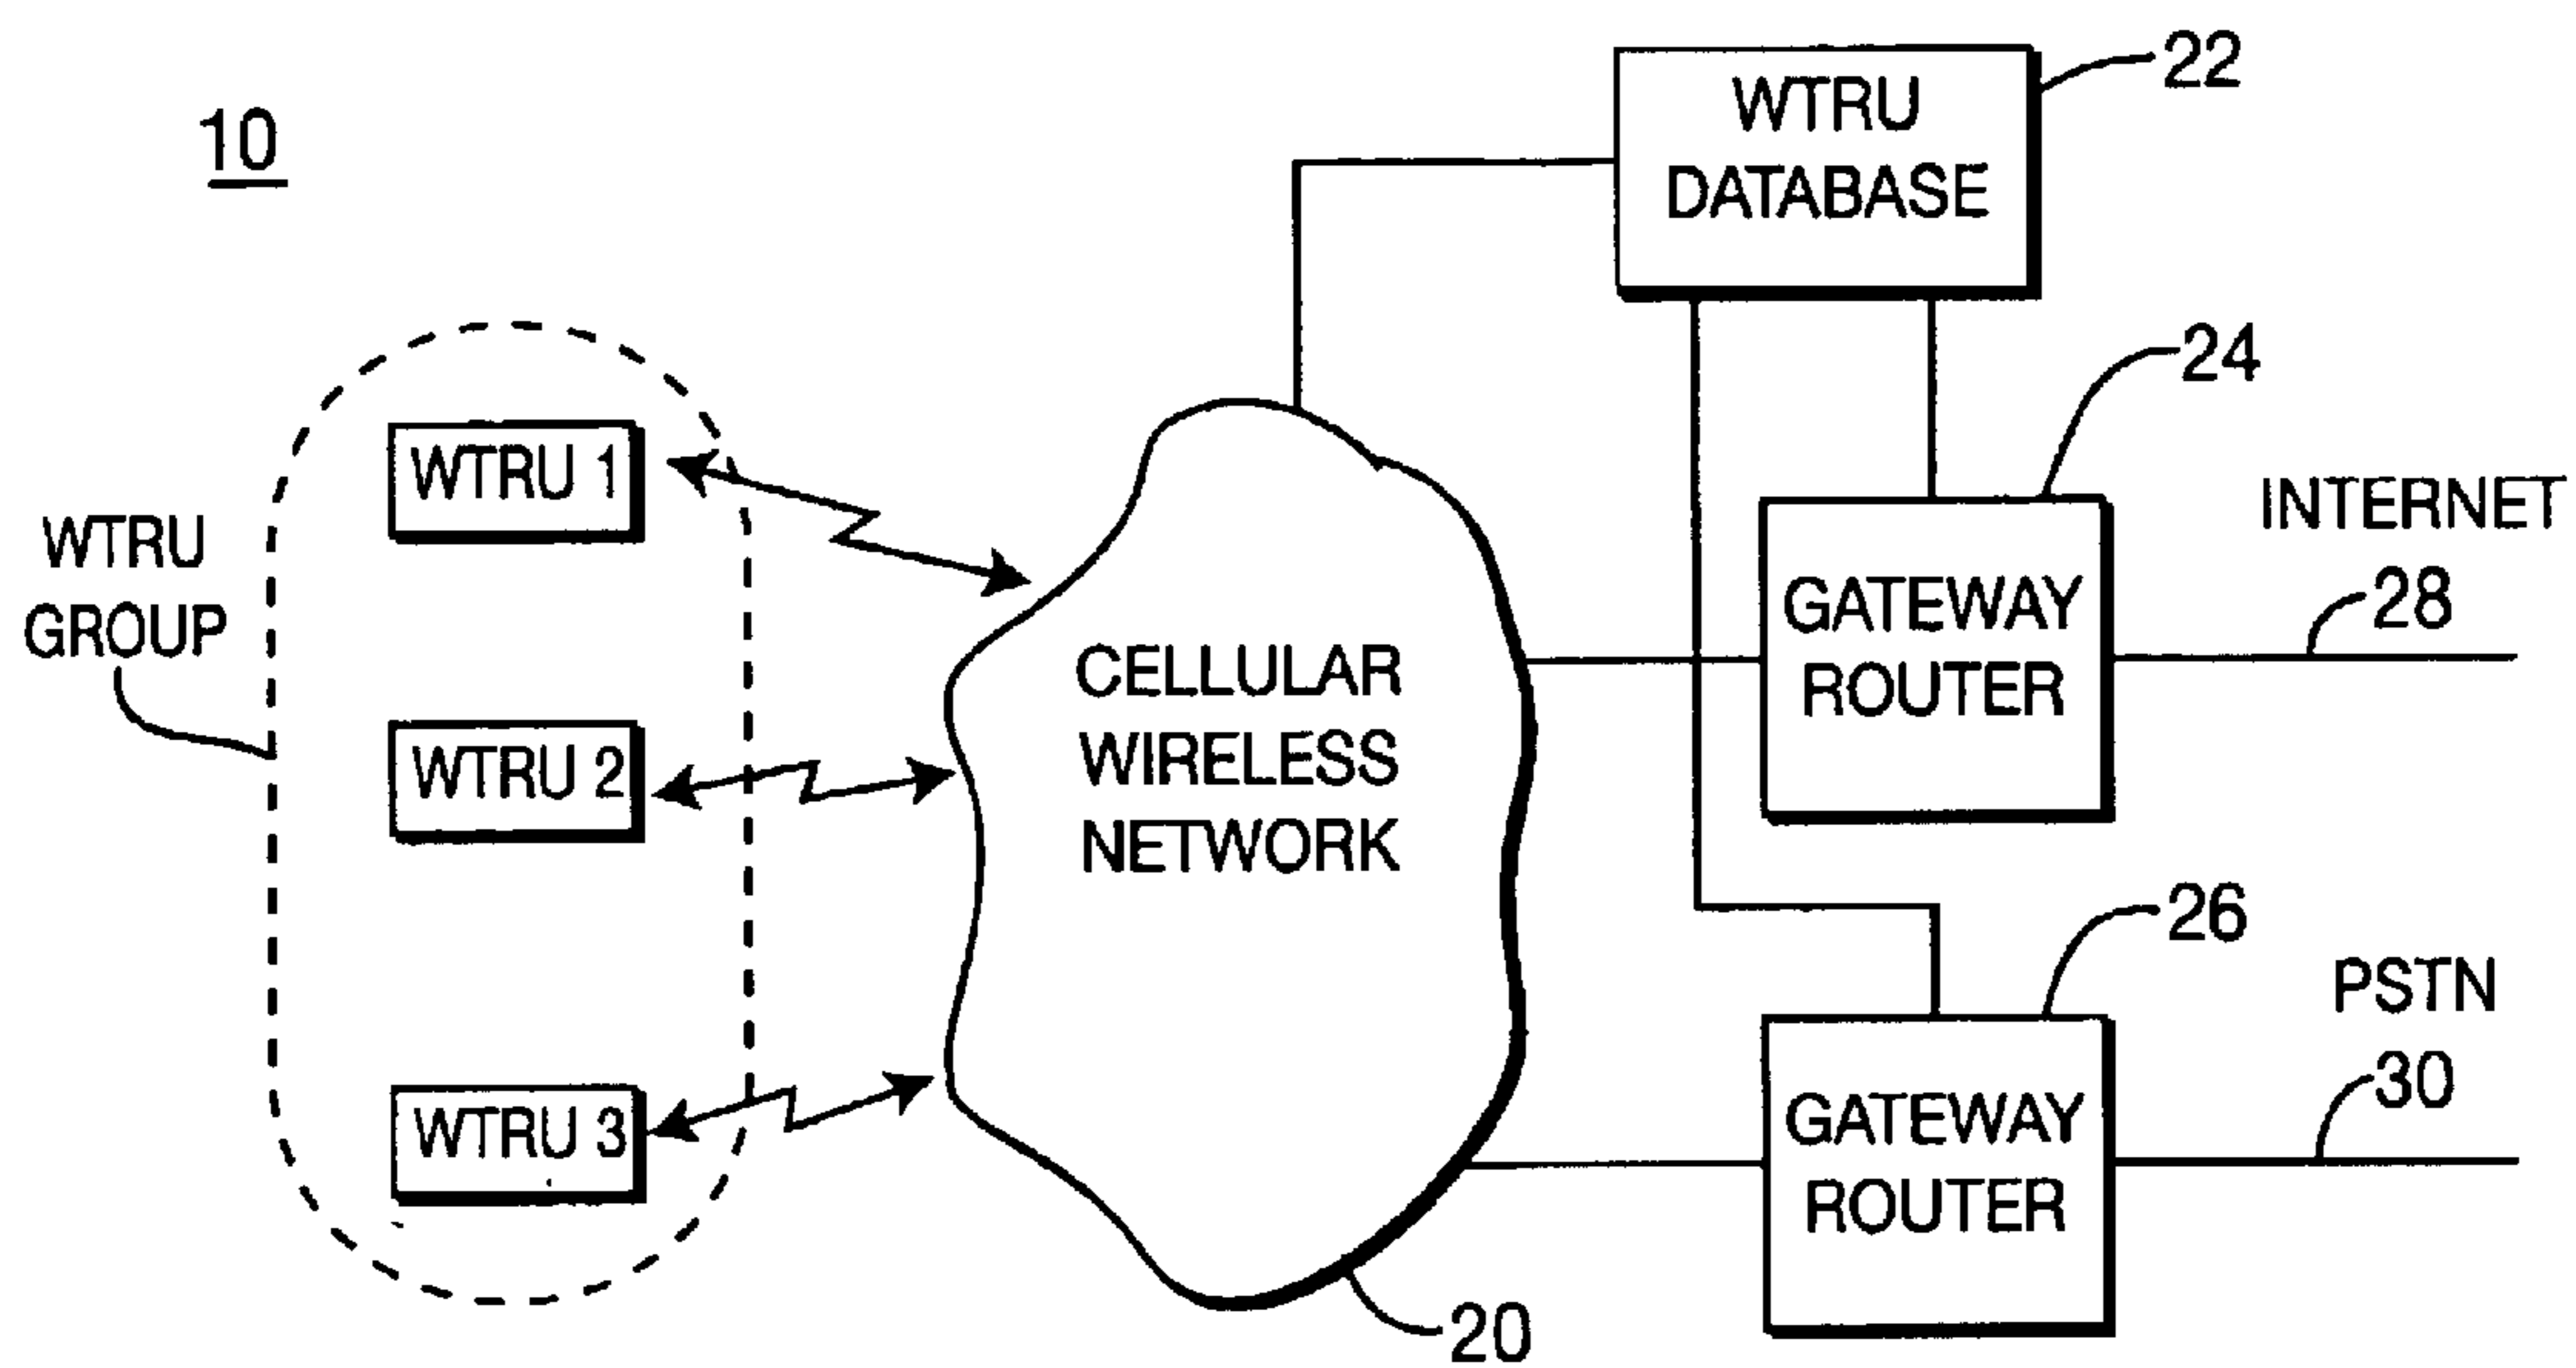 10
WTRU
DATABASE
22
24
WTRU
GROUP
WTRU 1
WTRU 2
WTRU 3
CELLULAR
WIRELESS
NETWORK
20
GATEWAY
ROUTER
INTERNET
28
26
GATEWAY
ROUTER
PSTN
30